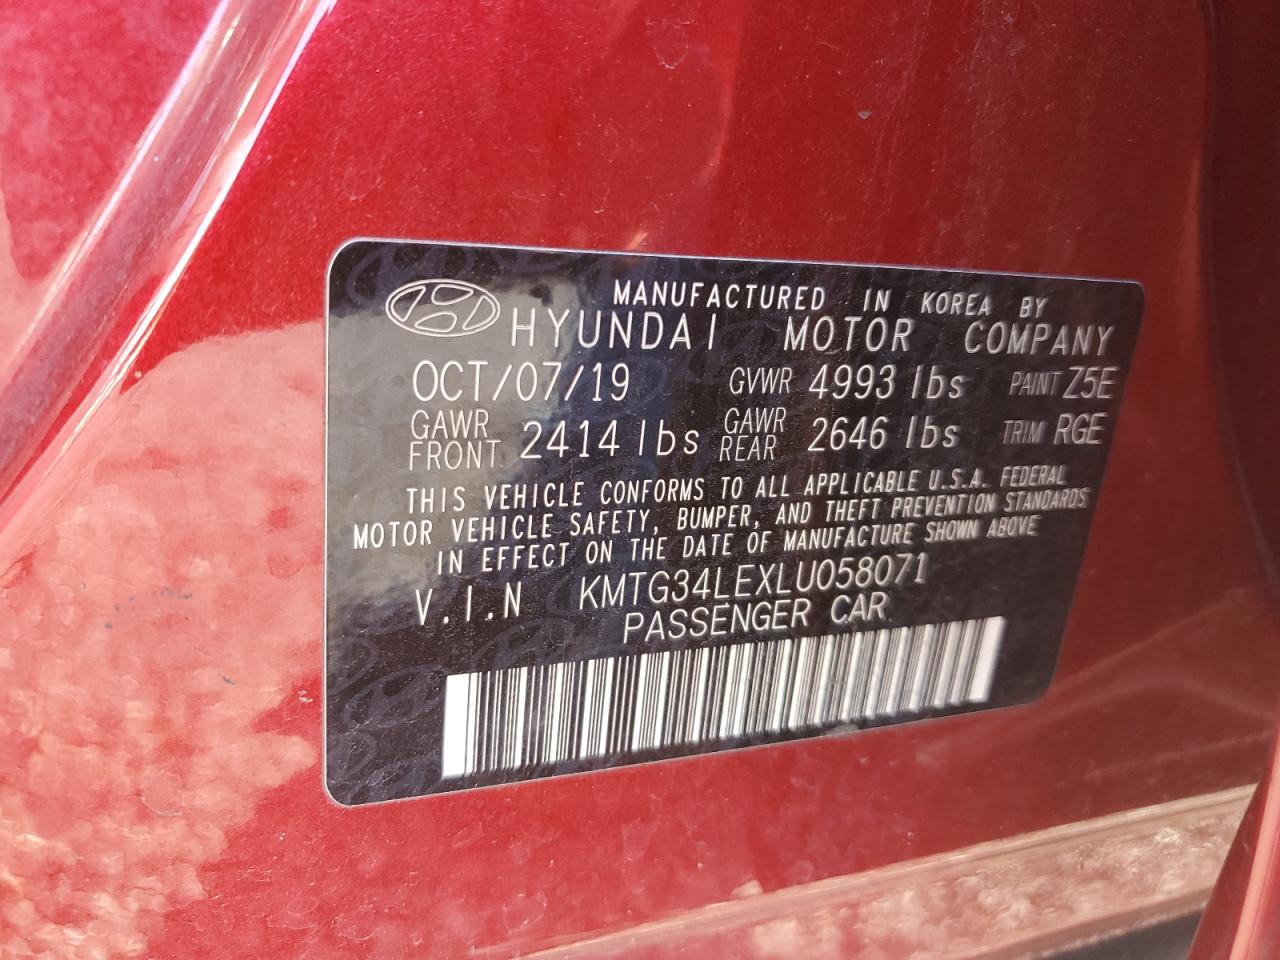 MANUFACTURED IN KOREA BY
HYUNDAI MOTOR COMPANY
OCT/07/19 GVWR 4993 lbs PAINT Z5E
GAWR FRONT 2414 lbs GAWR REAR 2646 lbs TRIM RGE
THIS VEHICLE CONFORMS TO ALL APPLICABLE U.S.A. FEDERAL
MOTOR VEHICLE SAFETY, BUMPER, AND THEFT PREVENTION STANDARDS
IN EFFECT ON THE DATE OF MANUFACTURE SHOWN ABOVE
V.I.N KMTG34LEXLU058071
PASSENGER CAR